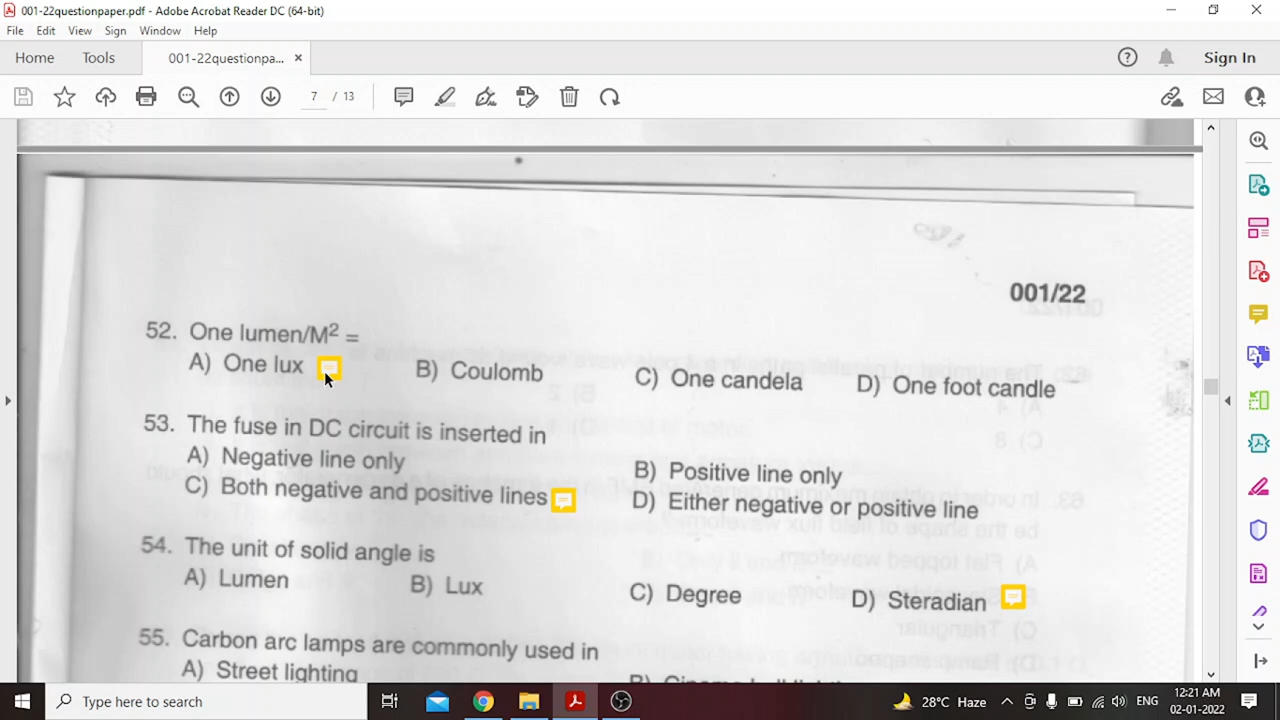 001-22questionpaper.pdf - Adobe Acrobat Reader DC (64-bit)
File Edit View Sign Window Help
Home Tools 001-22questionpa... × Sign In
7 / 13
001/22
52. One lumen/M² =
A) One lux B) Coulomb C) One candela D) One foot candle
53. The fuse in DC circuit is inserted in
A) Negative line only B) Positive line only
C) Both negative and positive lines D) Either negative or positive line
54. The unit of solid angle is
A) Lumen B) Lux C) Degree D) Steradian
55. Carbon arc lamps are commonly used in
A) Street lighting
Type here to search
28°C Haze ENG 12:21 AM
02-01-2022